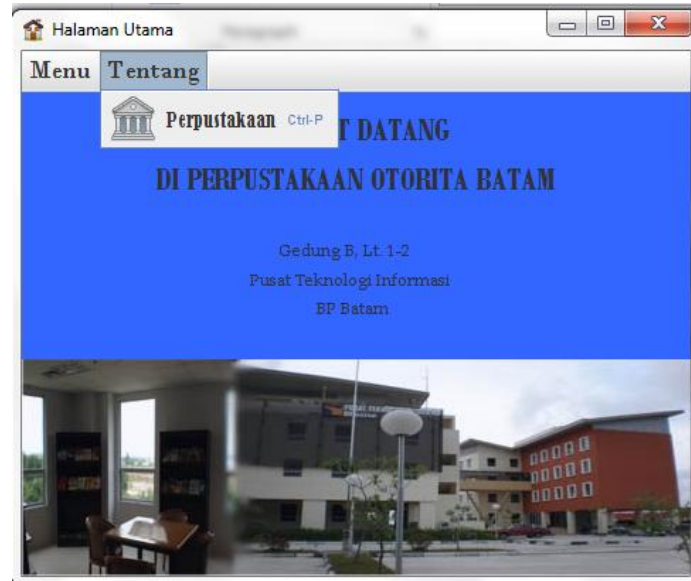 Halaman Utama
Menu Tentang
Perpustakaan Ctrl-P
T DATANG
DI PERPUSTAKAAN OTORITA BATAM
Gedung B, Lt. 1-2
Pusat Teknologi Informasi
BP Batam